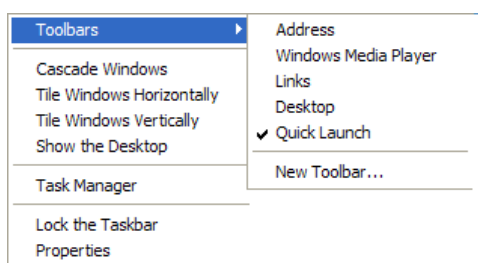 Toolbars
Cascade Windows
Tile Windows Horizontally
Tile Windows Vertically
Show the Desktop
Task Manager
Lock the Taskbar
Properties
Address
Windows Media Player
Links
Desktop
Quick Launch
New Toolbar...